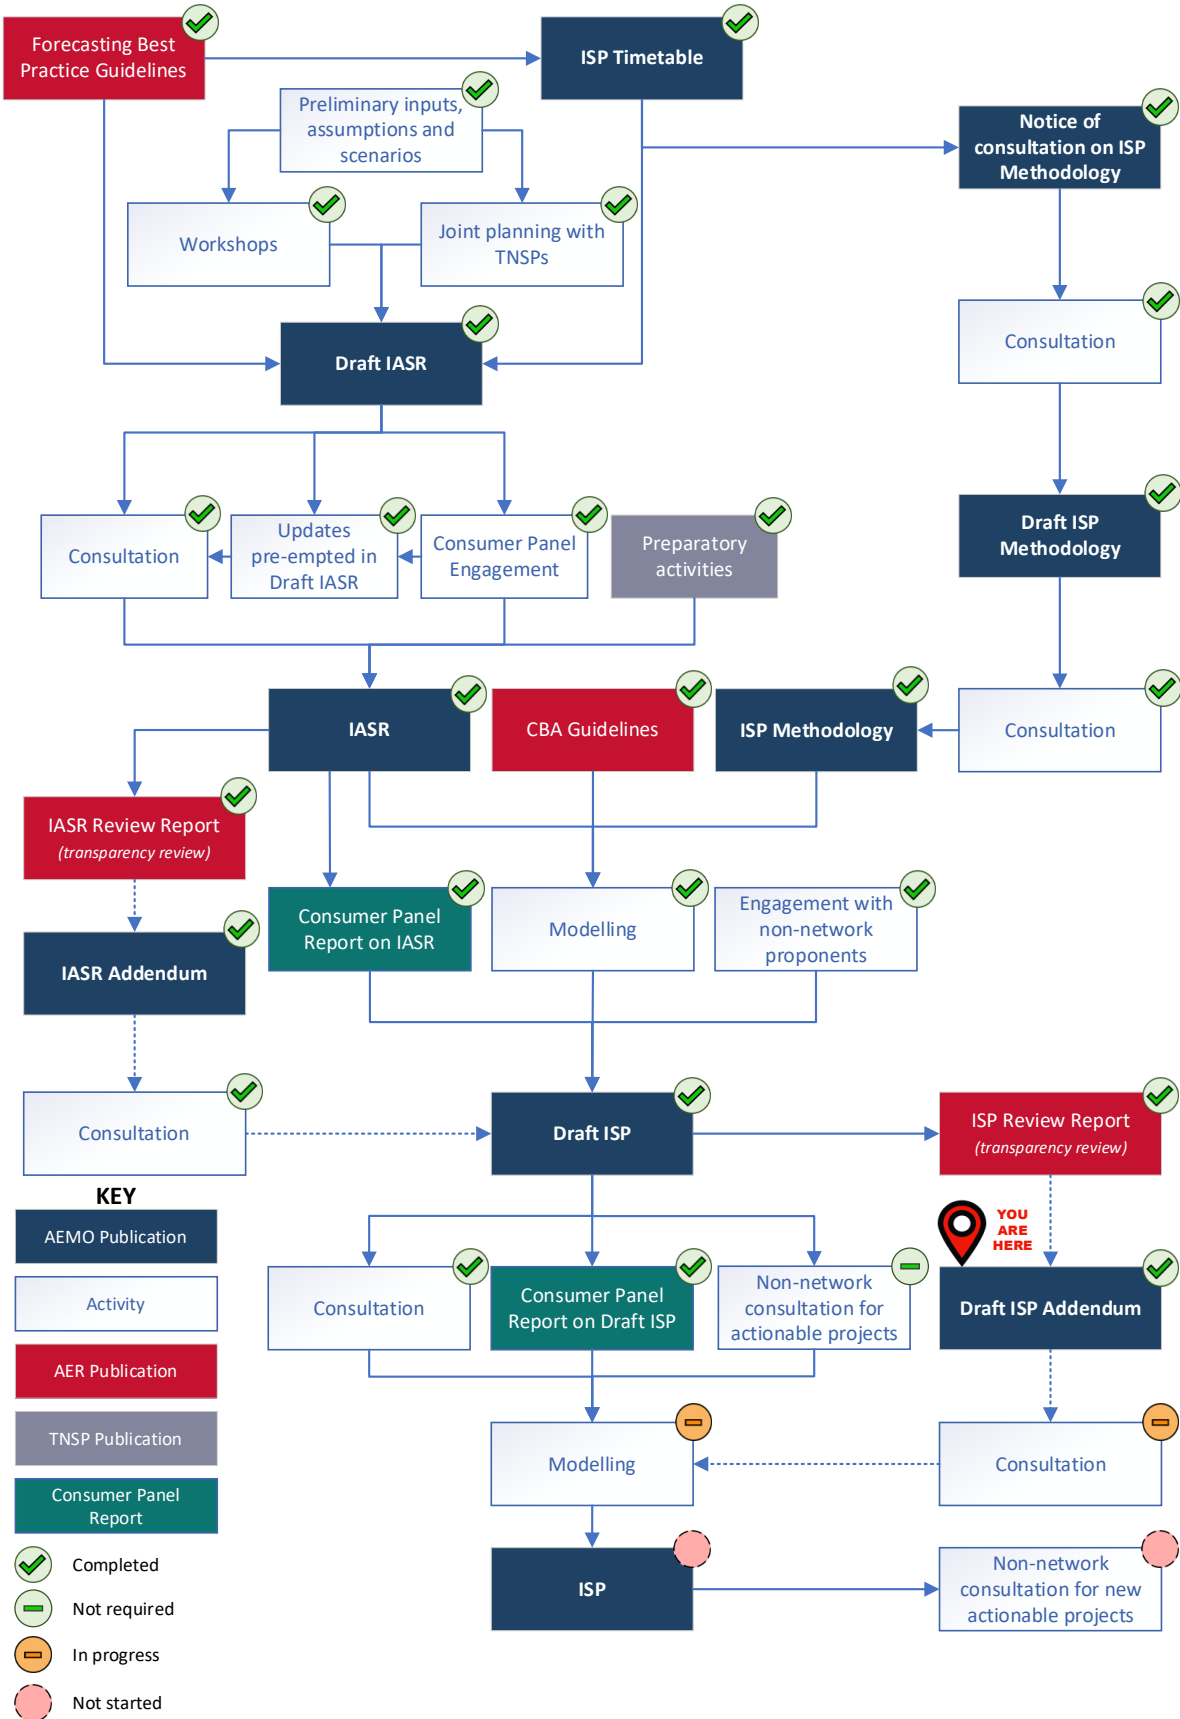 Forecasting Best
Practice Guidelines
ISP Timetable
Preliminary inputs,
assumptions and
scenarios
Notice of
consultation on ISP
Methodology
Workshops
Joint planning with
TNSPs
Consultation
Draft IASR
Consultation
Updates
pre-empted in
Draft IASR
Consumer Panel
Engagement
Preparatory
activities
Draft ISP
Methodology
IASR
CBA Guidelines
ISP Methodology
Consultation
IASR Review Report
(transparency review)
Consumer Panel
Report on IASR
Modelling
Engagement with
non-network
proponents
IASR Addendum
Consultation
Draft ISP
ISP Review Report
(transparency review)
KEY
AEMO Publication
Activity
AER Publication
TNSP Publication
Consumer Panel
Report
Completed
Not required
In progress
Not started
YOU
ARE
HERE
Consultation
Consumer Panel
Report on Draft ISP
Non-network
consultation for
actionable projects
Draft ISP Addendum
Modelling
Consultation
ISP
Non-network
consultation for new
actionable projects